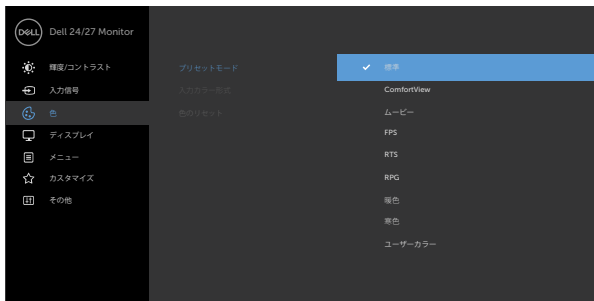 DELL Dell 24/27 Monitor
輝度/コントラスト
入力信号
色
ディスプレイ
メニュー
カスタマイズ
その他
プリセットモード
入力カラー形式
色のリセット
標準
ComfortView
ムービー
FPS
RTS
RPG
暖色
寒色
ユーザーカラー